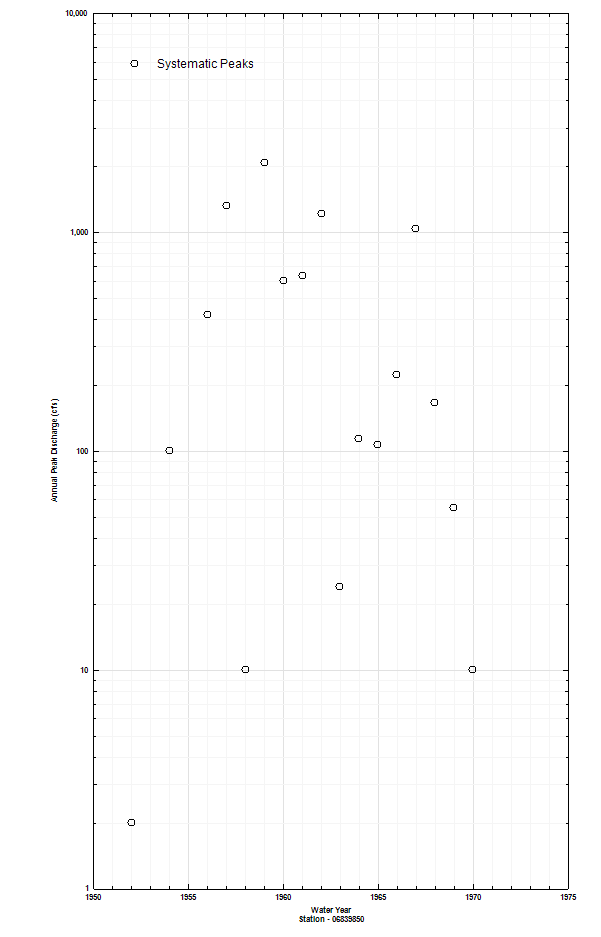 10,000
Systematic Peaks
1,000
Annual Peak Discharge (cfs)
100
10
1
1950 1955 1960 1965 1970 1975
Water Year
Station - 06839850